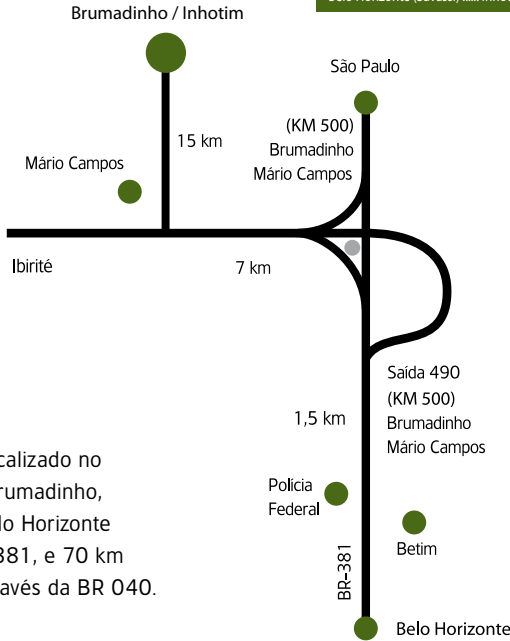 Brumadinho / Inhotim
São Paulo
(KM 500)
Brumadinho
Mário Campos
15 km
Mário Campos
Ibirité
7 km
Saída 490
(KM 500)
Brumadinho
Mário Campos
1,5 km
Policia
Federal
Betim
BR-381
Belo Horizonte
calizado no
rumadinho,
lo Horizonte
381, e 70 km
avés da BR 040.